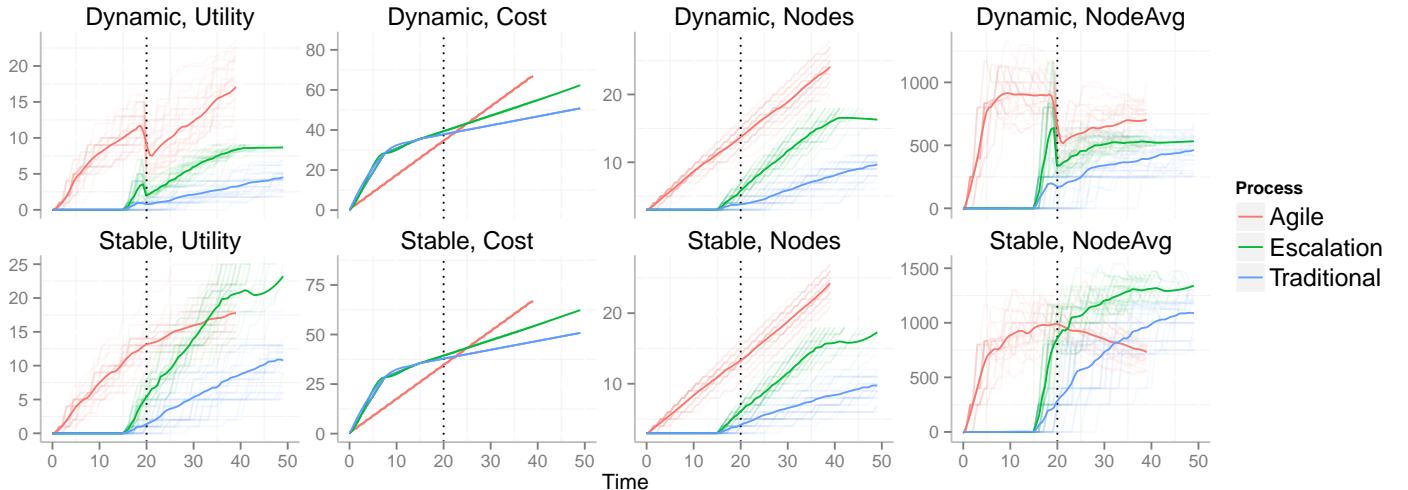 Dynamic, Utility
Dynamic, Cost
Dynamic, Nodes
Dynamic, NodeAvg
20
15
10
5
0
80
60
40
20
0
20
10
1000
500
0
Stable, Utility
Stable, Cost
Stable, Nodes
Stable, NodeAvg
25
20
15
10
5
0
75
50
25
0
20
10
1500
1000
500
0
0 10 20 30 40 50
0 10 20 30 40 50
0 10 20 30 40 50
0 10 20 30 40 50
Time
Process
Agile
Escalation
Traditional